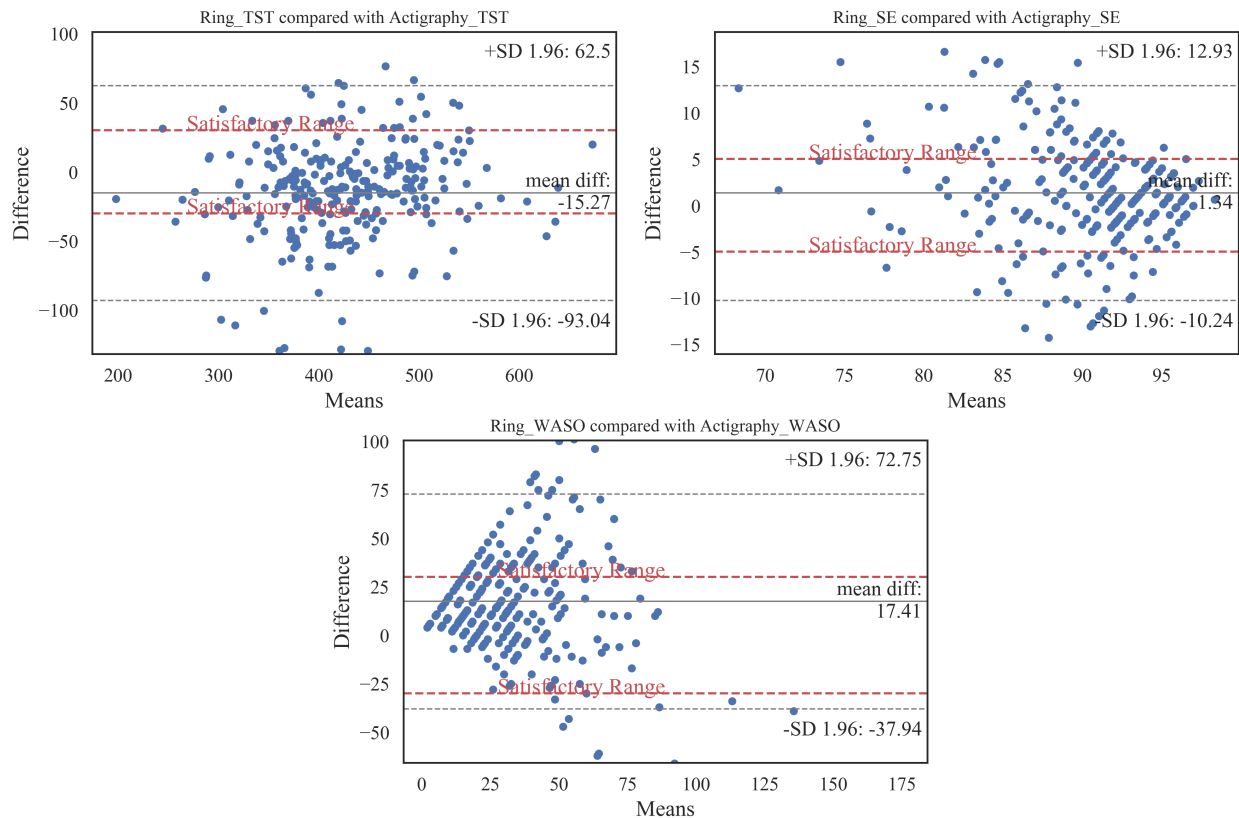 Ring_TST compared with Actigraphy_TST
100
50
0
−50
−100
Difference
+SD 1.96: 62.5
Satisfactory Range
mean diff:
-15.27
Satisfactory Range
-SD 1.96: -93.04
200 300 400 500 600
Means
Ring_SE compared with Actigraphy_SE
15
10
5
0
−5
−10
−15
Difference
+SD 1.96: 12.93
Satisfactory Range
mean diff:
1.34
Satisfactory Range
-SD 1.96: -10.24
70 75 80 85 90 95
Means
Ring_WASO compared with Actigraphy_WASO
100
75
50
25
0
−25
−50
Difference
+SD 1.96: 72.75
Satisfactory Range
mean diff:
17.41
Satisfactory Range
-SD 1.96: -37.94
0 25 50 75 100 125 150 175
Means